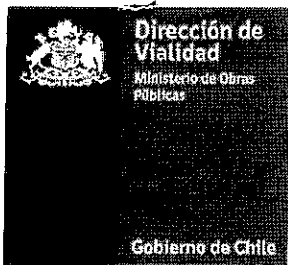 Dirección de
Vialidad
Ministerio de Obras
Públicas
Gobierno de Chile